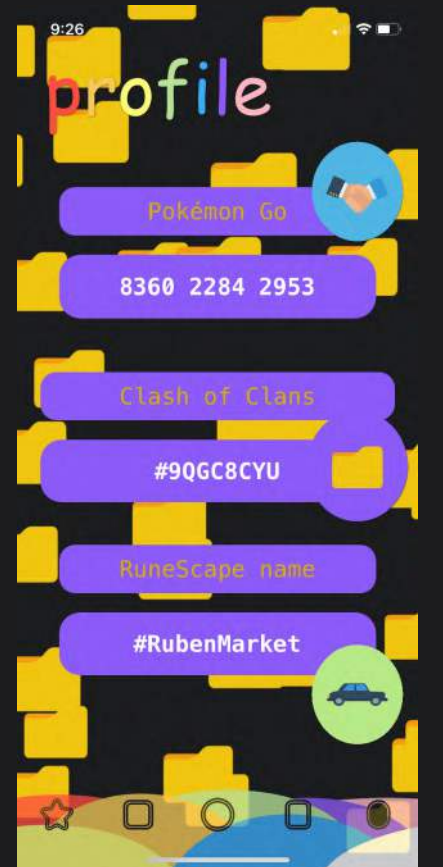 9:26
profile
Pokémon Go
8360 2284 2953
Clash of Clans
#9QGC8CYU
RuneScape name
#RubenMarket